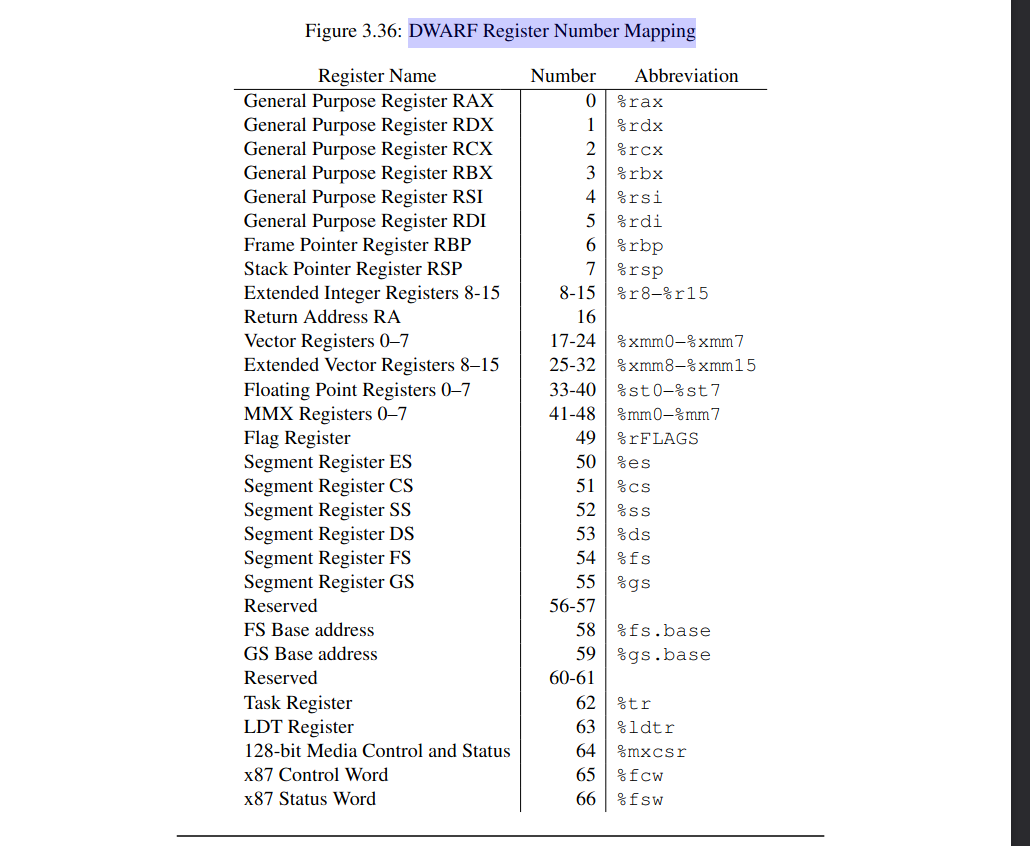 Figure 3.36: DWARF Register Number Mapping
Register Name Number Abbreviation
General Purpose Register RAX 0 %rax
General Purpose Register RDX 1 %rdx
General Purpose Register RCX 2 %rcx
General Purpose Register RBX 3 %rbx
General Purpose Register RSI 4 %rsi
General Purpose Register RDI 5 %rdi
Frame Pointer Register RBP 6 %rbp
Stack Pointer Register RSP 7 %rsp
Extended Integer Registers 8-15 8-15 %r8–%r15
Return Address RA 16
Vector Registers 0–7 17-24 %xmm0–%xmm7
Extended Vector Registers 8–15 25-32 %xmm8–%xmm15
Floating Point Registers 0–7 33-40 %st0–%st7
MMX Registers 0–7 41-48 %mm0–%mm7
Flag Register 49 %rFLAGS
Segment Register ES 50 %es
Segment Register CS 51 %cs
Segment Register SS 52 %ss
Segment Register DS 53 %ds
Segment Register FS 54 %fs
Segment Register GS 55 %gs
Reserved 56-57
FS Base address 58 %fs.base
GS Base address 59 %gs.base
Reserved 60-61
Task Register 62 %tr
LDT Register 63 %ldtr
128-bit Media Control and Status 64 %mxcsr
x87 Control Word 65 %fcw
x87 Status Word 66 %fsw